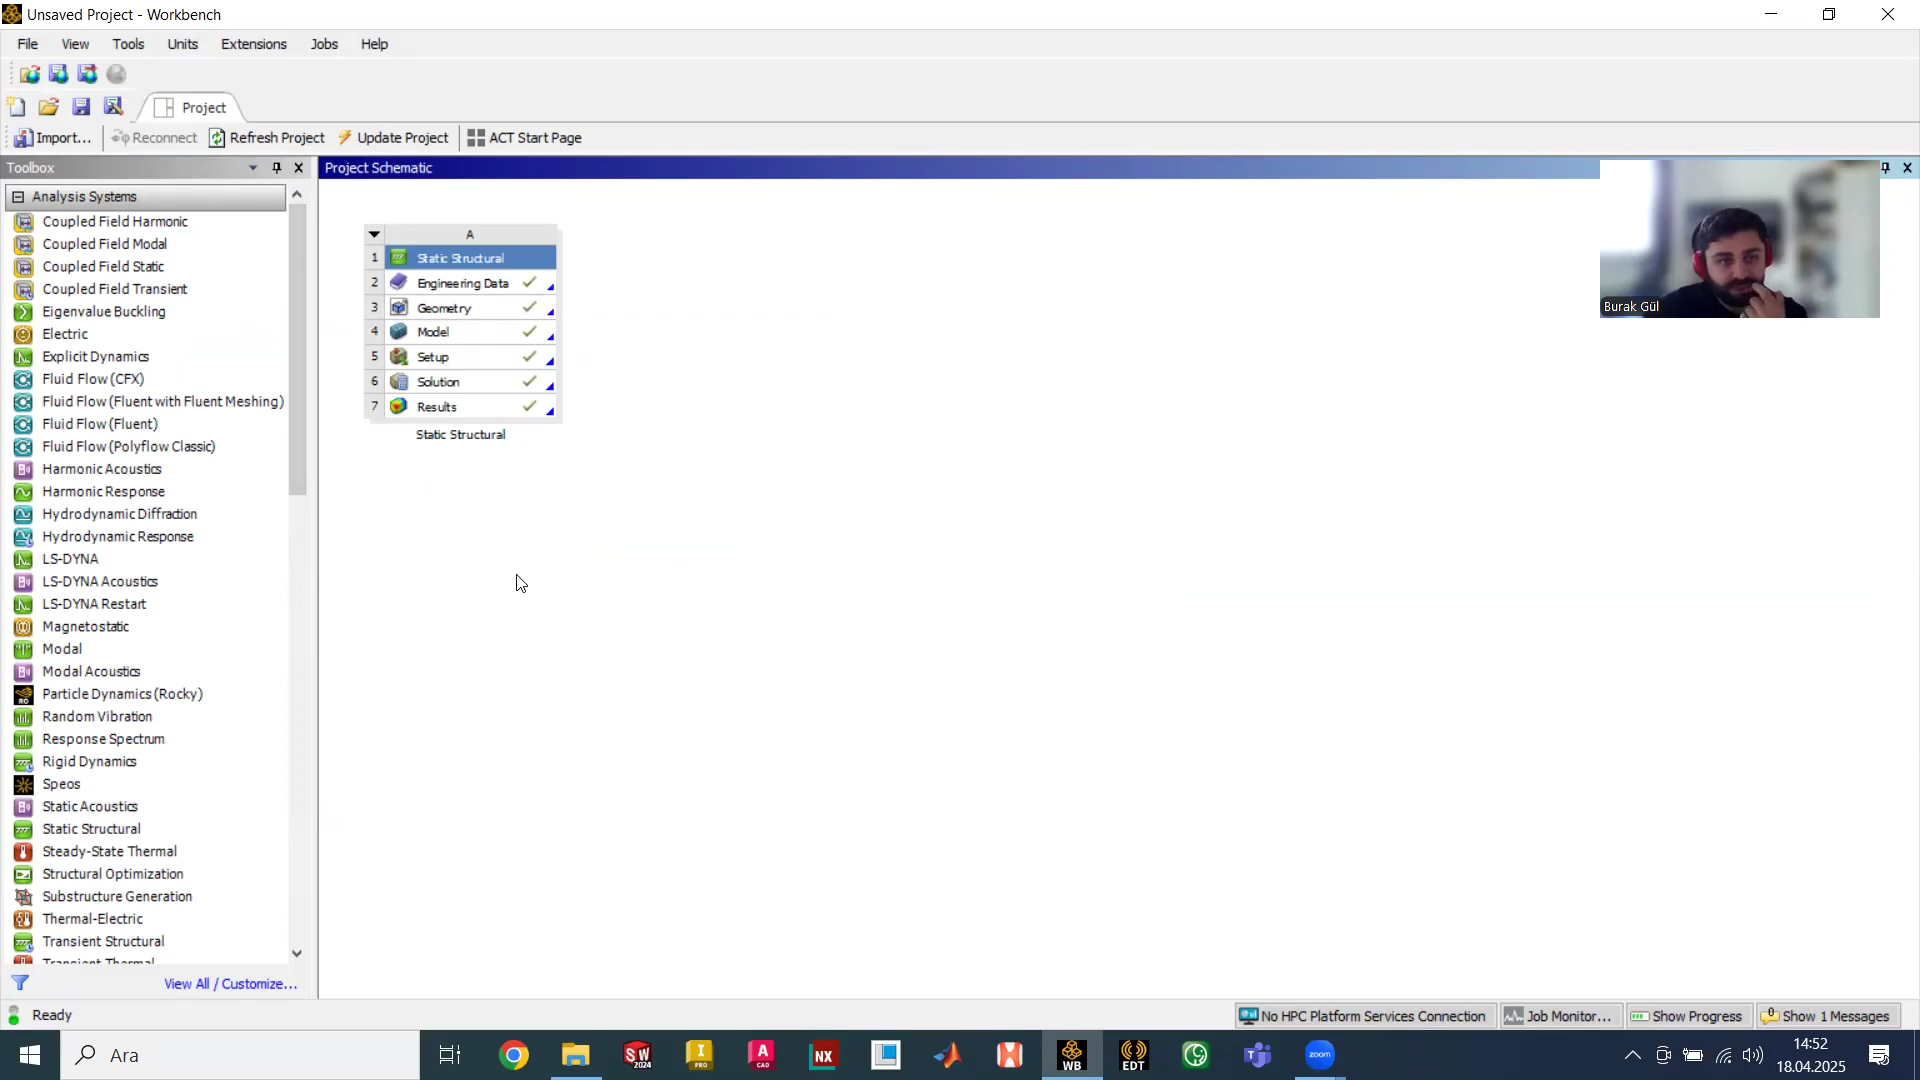 Unsaved Project - Workbench
File View Tools Units Extensions Jobs Help
Project
Import... Reconnect Refresh Project Update Project ACT Start Page
Toolbox
Project Schematic
Analysis Systems
Coupled Field Harmonic
Coupled Field Modal
Coupled Field Static
Coupled Field Transient
Eigenvalue Buckling
Electric
Explicit Dynamics
Fluid Flow (CFX)
Fluid Flow (Fluent with Fluent Meshing)
Fluid Flow (Fluent)
Fluid Flow (Polyflow Classic)
Harmonic Acoustics
Harmonic Response
Hydrodynamic Diffraction
Hydrodynamic Response
LS-DYNA
LS-DYNA Acoustics
LS-DYNA Restart
Magnetostatic
Modal
Modal Acoustics
Particle Dynamics (Rocky)
Random Vibration
Response Spectrum
Rigid Dynamics
Speos
Static Acoustics
Static Structural
Steady-State Thermal
Structural Optimization
Substructure Generation
Thermal-Electric
Transient Structural
Transient Thermal
View All / Customize...
A
1 Static Structural
2 Engineering Data
3 Geometry
4 Model
5 Setup
6 Solution
7 Results
Static Structural
Burak Gül
Ready
No HPC Platform Services Connection Job Monitor... Show Progress Show 1 Messages
Ara
SW 2024
I PRO
A CAD
NX
WB
EDT
zoom
14:52
18.04.2025